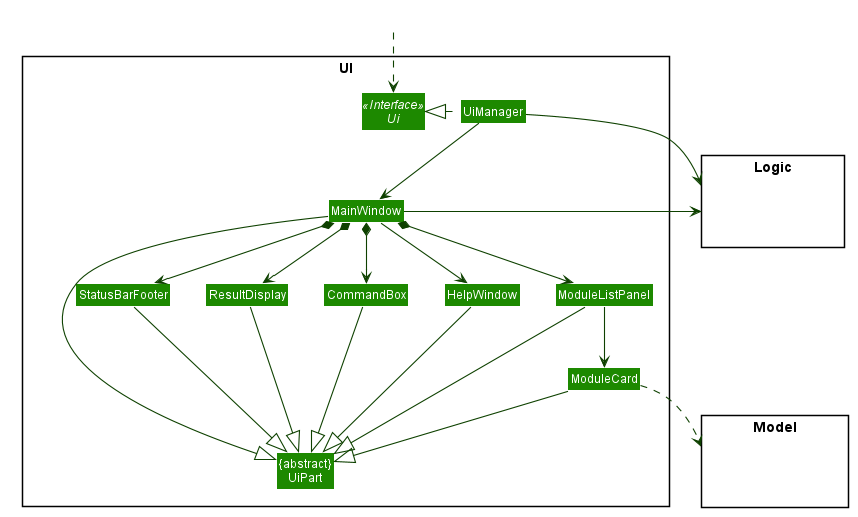 UI
«Interface»
Ui
UiManager
Logic
MainWindow
StatusBarFooter
ResultDisplay
CommandBox
HelpWindow
ModuleListPanel
ModuleCard
Model
{abstract}
UiPart